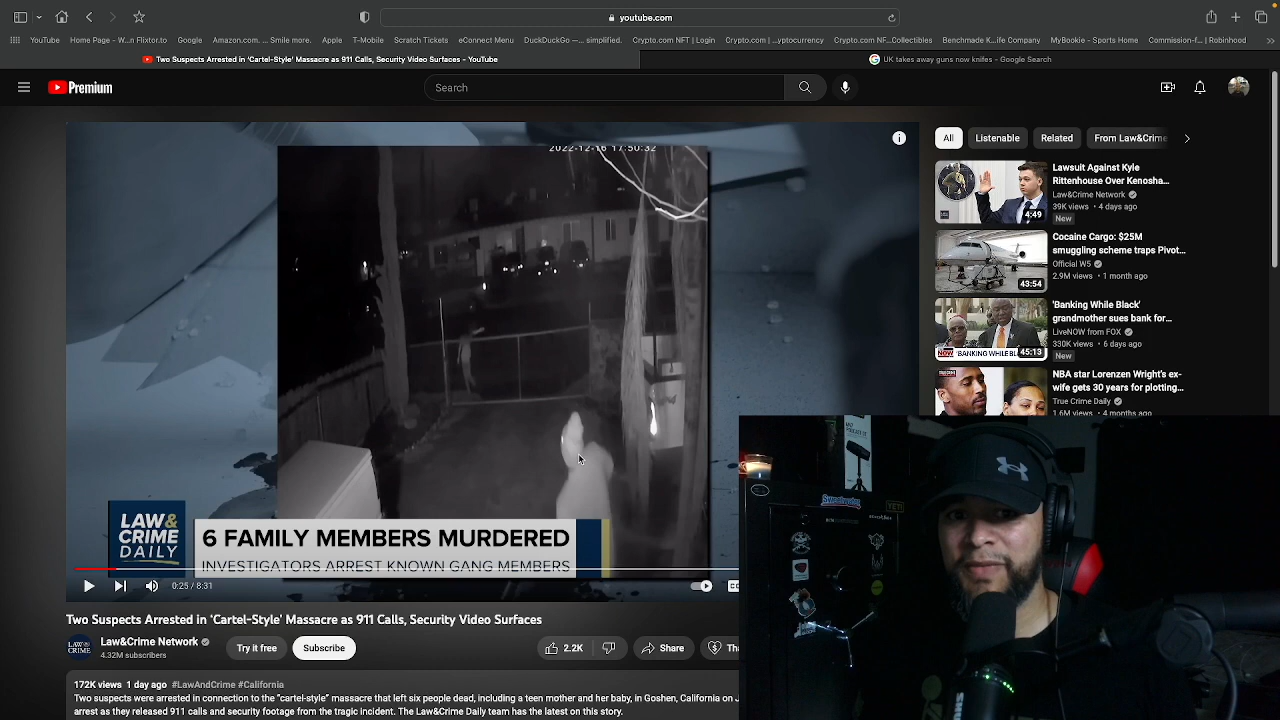 youtube.com
YouTube
Home Page - W...n Flixtor.to
Google
Amazon.com. ... Smile more.
Apple
T-Mobile
Scratch Tickets
eConnect Menu
DuckDuckGo — ... simplified.
Crypto.com NFT | Login
Crypto.com | ...yptocurrency
Crypto.com NF...Collectibles
Benchmade K...ife Company
MyBookie - Sports Home
Commission-f... | Robinhood
Two Suspects Arrested in 'Cartel-Style' Massacre as 911 Calls, Security Video Surfaces - YouTube
UK takes away guns now knifes - Google Search
Premium
Search
2022-12-16 17:50:32
All
Listenable
Related
From Law&Crime
Lawsuit Against Kyle
Rittenhouse Over Kenosha...
Law&Crime Network
39K views • 4 days ago
New
4:49
Cocaine Cargo: $25M
smuggling scheme traps Pivot...
Official W5
2.9M views • 1 month ago
43:54
'Banking While Black'
grandmother sues bank for...
LiveNOW from FOX
330K views • 6 days ago
New
NOW
'BANKING WHILE BL
45:13
NBA star Lorenzen Wright's ex-
wife gets 30 years for plotting...
True Crime Daily
1.6M views • 4 months ago
LAW&
CRIME
DAILY
6 FAMILY MEMBERS MURDERED
INVESTIGATORS ARREST KNOWN GANG MEMBERS
0:25 / 8:31
Two Suspects Arrested in 'Cartel-Style' Massacre as 911 Calls, Security Video Surfaces
Law&Crime Network
4.32M subscribers
Try it free
Subscribe
2.2K
Share
172K views 1 day ago #LawAndCrime #California
Two suspects were arrested in connection to the "cartel-style" massacre that left six people dead, including a teen mother and her baby, in Goshen, California on J
arrest as they released 911 calls and security footage from the tragic incident. The Law&Crime Daily team has the latest on this story.
Sweetwater
YETI